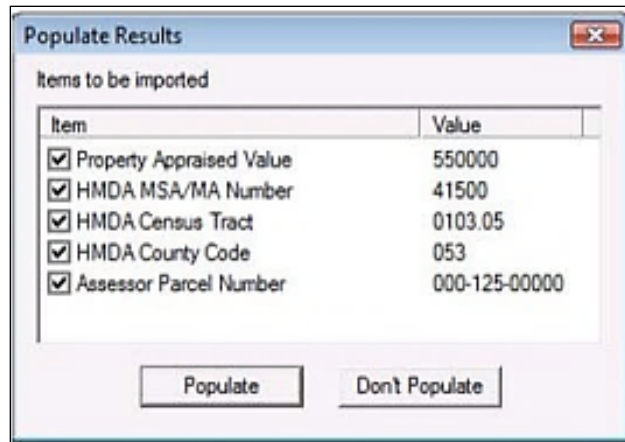 Populate Results
Items to be imported
Item Value
Property Appraised Value 550000
HMDA MSA/MA Number 41500
HMDA Census Tract 0103.05
HMDA County Code 053
Assessor Parcel Number 000-125-00000
Populate Don't Populate